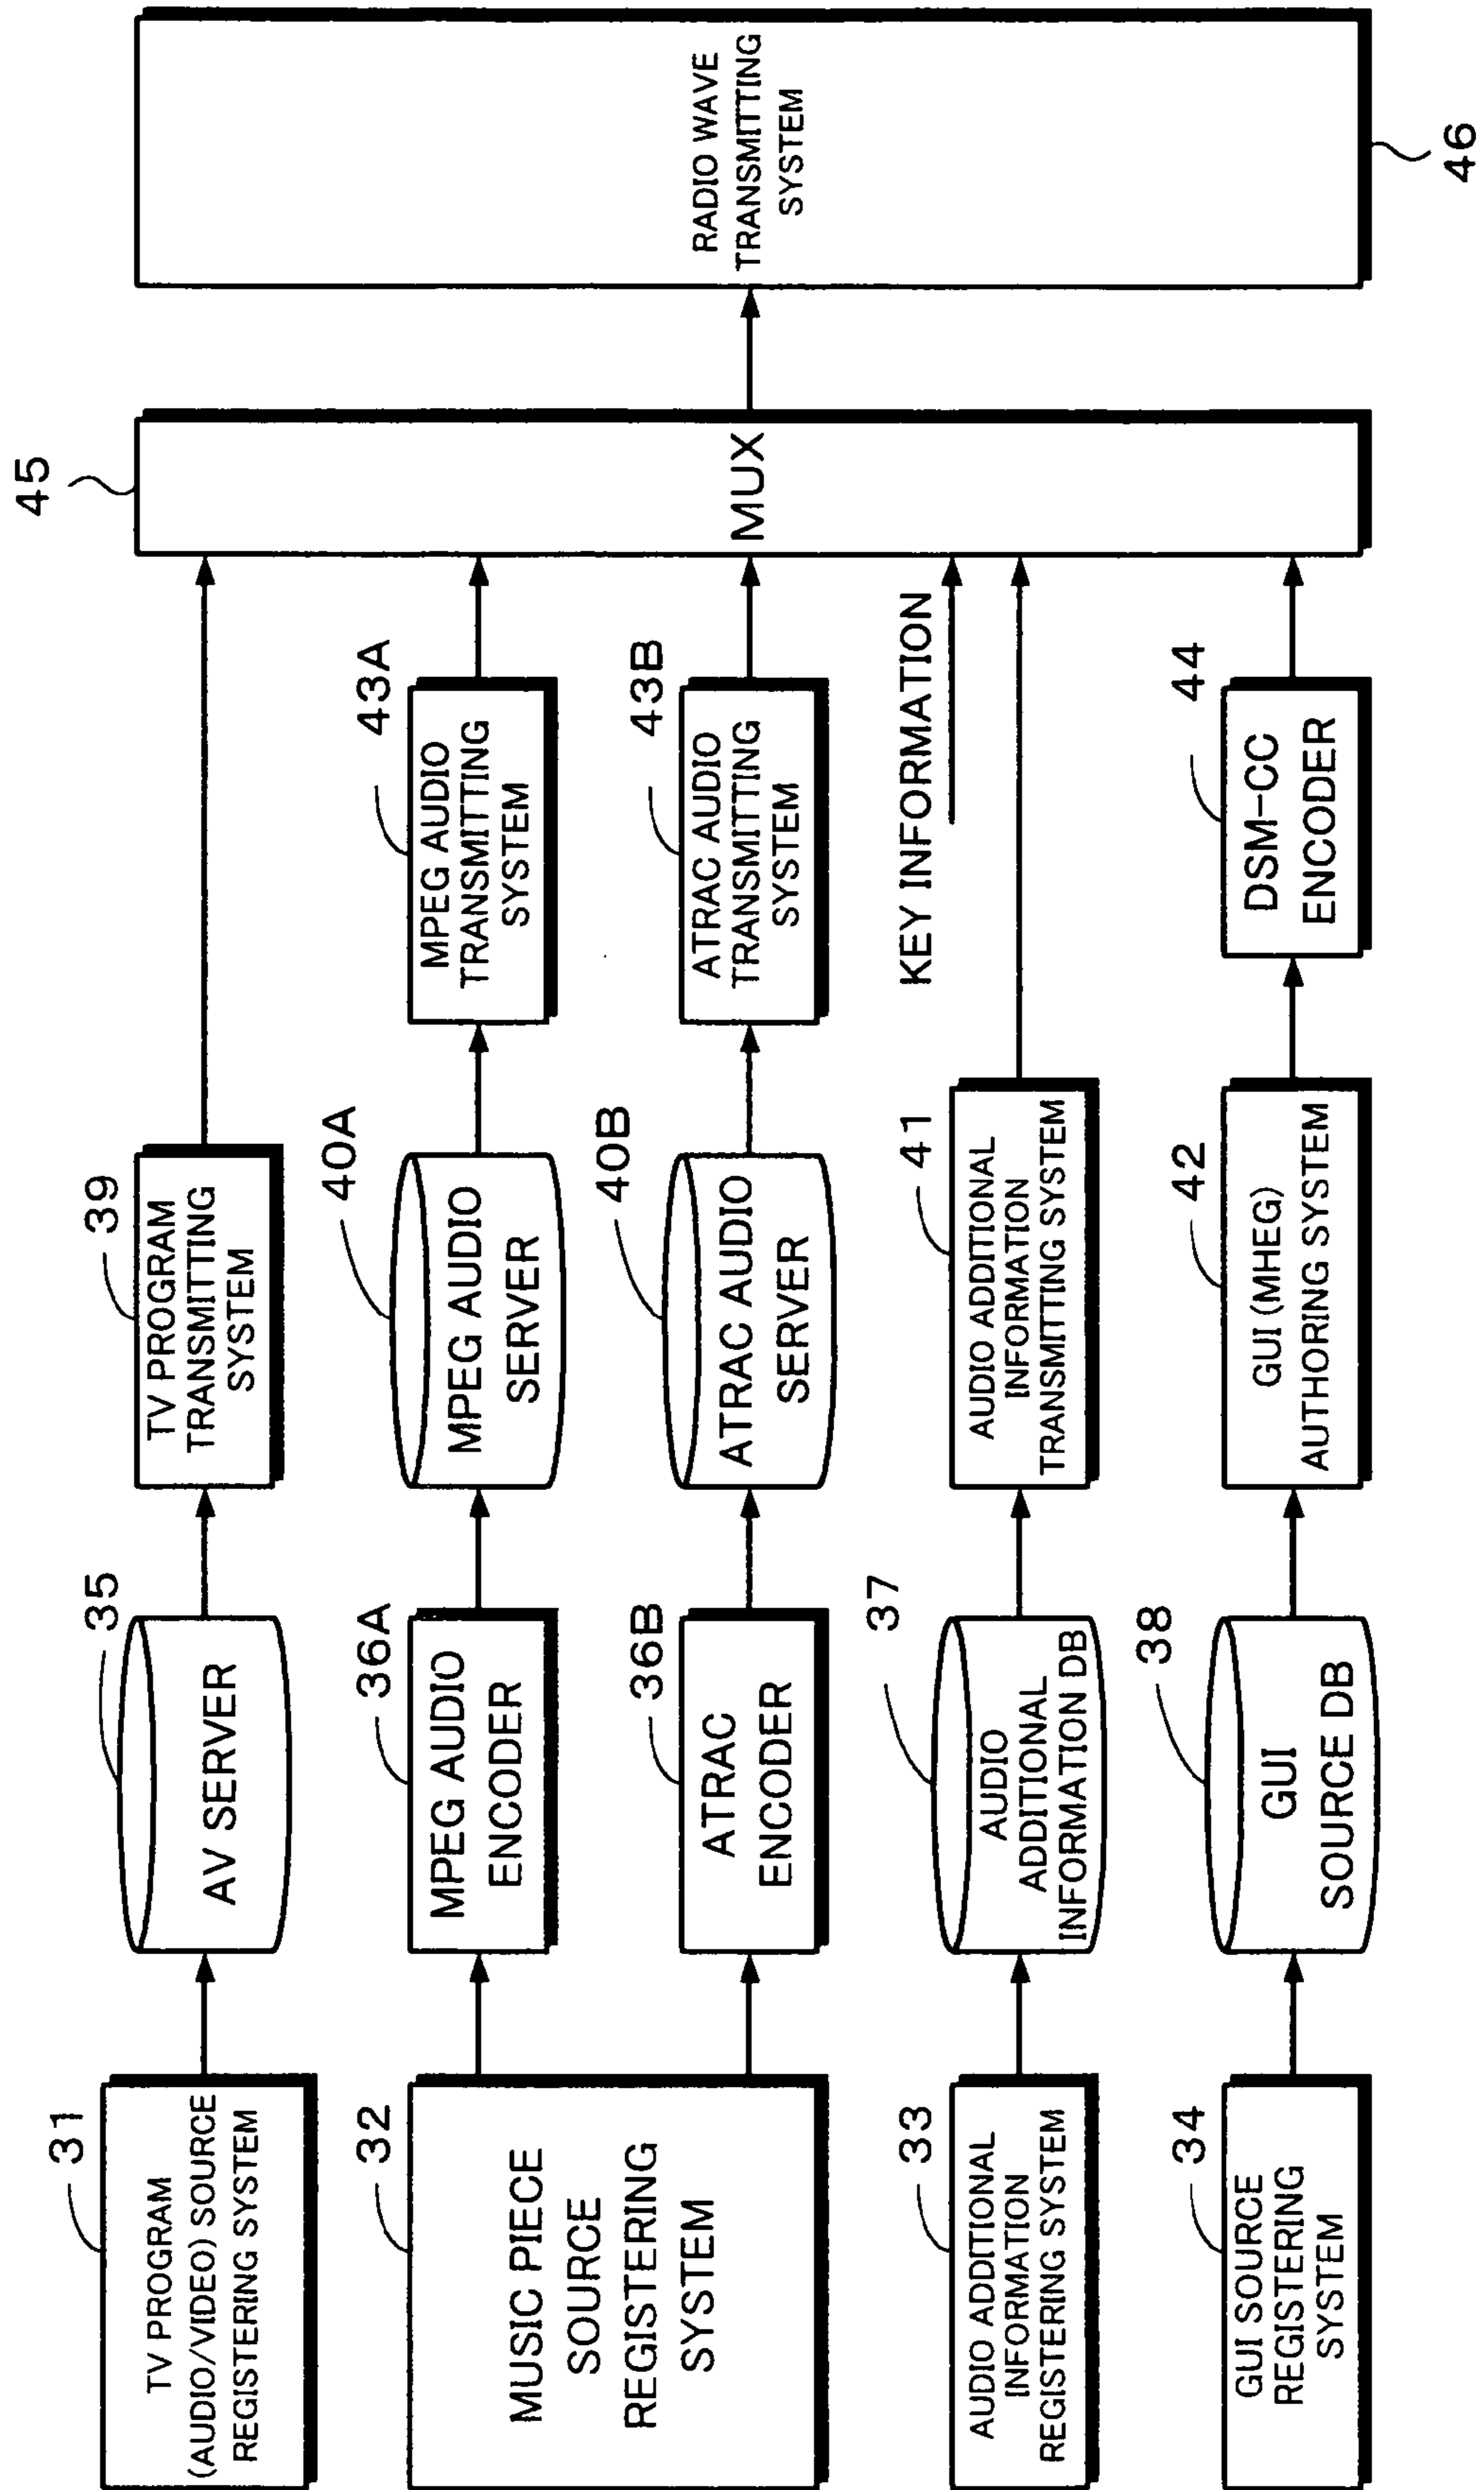 31
TV PROGRAM
(AUDIO/VIDEO) SOURCE
REGISTERING SYSTEM
35
AV SERVER
39
TV PROGRAM
TRANSMITTING
SYSTEM
32
MUSIC PIECE
SOURCE
REGISTERING
SYSTEM
36A
MPEG AUDIO
ENCODER
40A
MPEG AUDIO
SERVER
43A
MPEG AUDIO
TRANSMITTING
SYSTEM
36B
ATRAC
ENCODER
40B
ATRAC AUDIO
SERVER
43B
ATRAC AUDIO
TRANSMITTING
SYSTEM
KEY INFORMATION
33
AUDIO ADDITIONAL
INFORMATION
REGISTERING SYSTEM
37
AUDIO
ADDITIONAL
INFORMATION DB
41
AUDIO ADDITIONAL
INFORMATION
TRANSMITTING SYSTEM
34
GUI SOURCE
REGISTERING
SYSTEM
38
GUI
SOURCE DB
42
GUI (MHEG)
AUTHORING SYSTEM
44
DSM-CC
ENCODER
45
MUX
RADIO WAVE
TRANSMITTING
SYSTEM
46